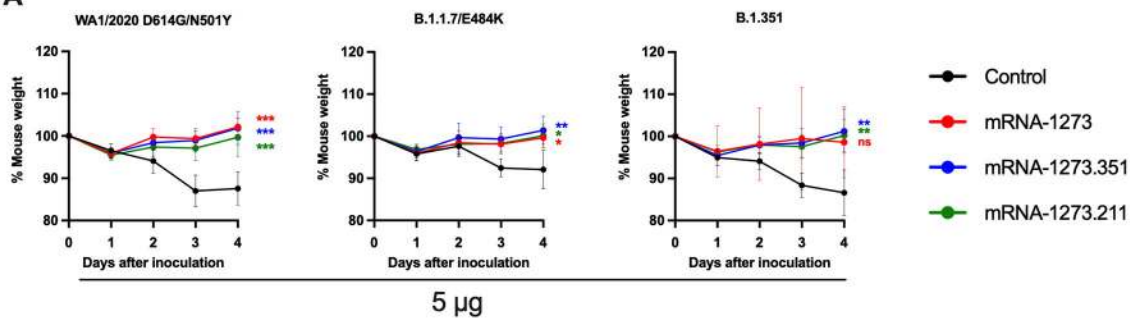 A
WA1/2020 D614G/N501Y
B.1.1.7/E484K
B.1.351
% Mouse weight
120
110
100
90
80
0 1 2 3 4
Days after inoculation
***
***
***
% Mouse weight
120
110
100
90
80
0 1 2 3 4
Days after inoculation
**
*
*
% Mouse weight
120
110
100
90
80
0 1 2 3 4
Days after inoculation
**
**
ns
Control
mRNA-1273
mRNA-1273.351
mRNA-1273.211
5 µg